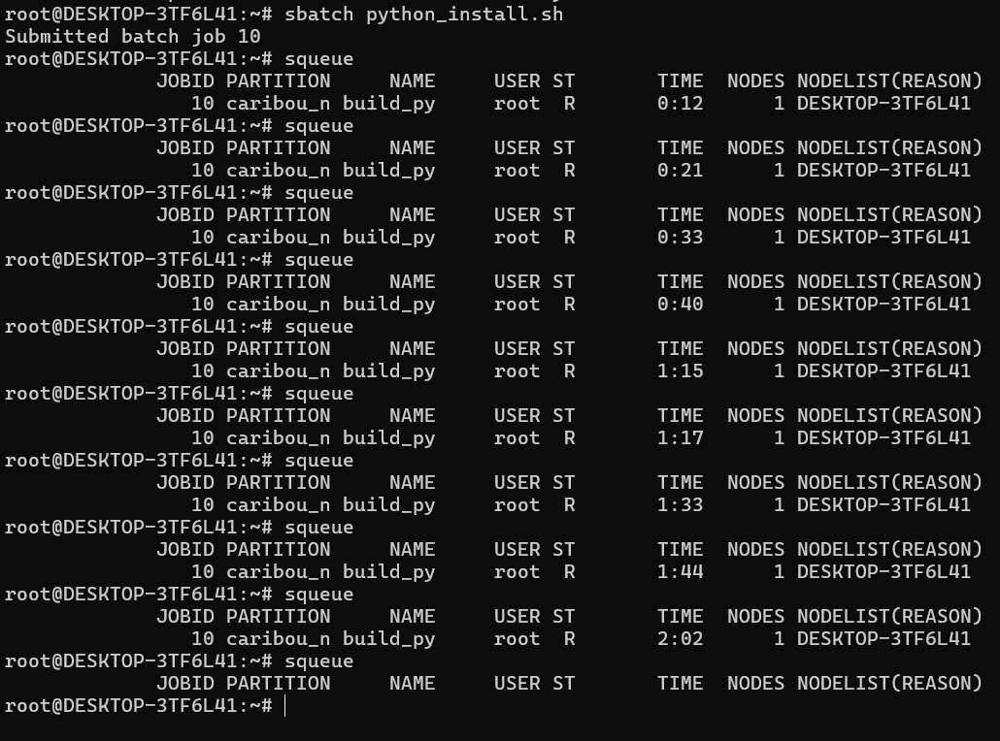 root@DESKTOP-3TF6L41:~# sbatch python_install.sh
Submitted batch job 10
root@DESKTOP-3TF6L41:~# squeue
             JOBID PARTITION     NAME     USER ST       TIME  NODES NODELIST(REASON)
                10 caribou_n build_py     root  R       0:12      1 DESKTOP-3TF6L41
root@DESKTOP-3TF6L41:~# squeue
             JOBID PARTITION     NAME     USER ST       TIME  NODES NODELIST(REASON)
                10 caribou_n build_py     root  R       0:21      1 DESKTOP-3TF6L41
root@DESKTOP-3TF6L41:~# squeue
             JOBID PARTITION     NAME     USER ST       TIME  NODES NODELIST(REASON)
                10 caribou_n build_py     root  R       0:33      1 DESKTOP-3TF6L41
root@DESKTOP-3TF6L41:~# squeue
             JOBID PARTITION     NAME     USER ST       TIME  NODES NODELIST(REASON)
                10 caribou_n build_py     root  R       0:40      1 DESKTOP-3TF6L41
root@DESKTOP-3TF6L41:~# squeue
             JOBID PARTITION     NAME     USER ST       TIME  NODES NODELIST(REASON)
                10 caribou_n build_py     root  R       1:15      1 DESKTOP-3TF6L41
root@DESKTOP-3TF6L41:~# squeue
             JOBID PARTITION     NAME     USER ST       TIME  NODES NODELIST(REASON)
                10 caribou_n build_py     root  R       1:17      1 DESKTOP-3TF6L41
root@DESKTOP-3TF6L41:~# squeue
             JOBID PARTITION     NAME     USER ST       TIME  NODES NODELIST(REASON)
                10 caribou_n build_py     root  R       1:33      1 DESKTOP-3TF6L41
root@DESKTOP-3TF6L41:~# squeue
             JOBID PARTITION     NAME     USER ST       TIME  NODES NODELIST(REASON)
                10 caribou_n build_py     root  R       1:44      1 DESKTOP-3TF6L41
root@DESKTOP-3TF6L41:~# squeue
             JOBID PARTITION     NAME     USER ST       TIME  NODES NODELIST(REASON)
                10 caribou_n build_py     root  R       2:02      1 DESKTOP-3TF6L41
root@DESKTOP-3TF6L41:~# squeue
             JOBID PARTITION     NAME     USER ST       TIME  NODES NODELIST(REASON)
root@DESKTOP-3TF6L41:~#